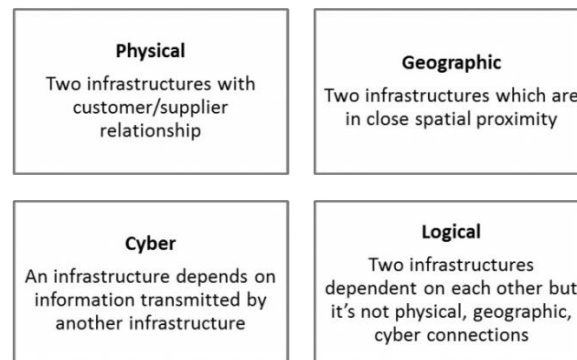 Physical
Two infrastructures with
customer/supplier
relationship
Geographic
Two infrastructures which are
in close spatial proximity
Cyber
An infrastructure depends on
information transmitted by
another infrastructure
Logical
Two infrastructures
dependent on each other but
it's not physical, geographic,
cyber connections